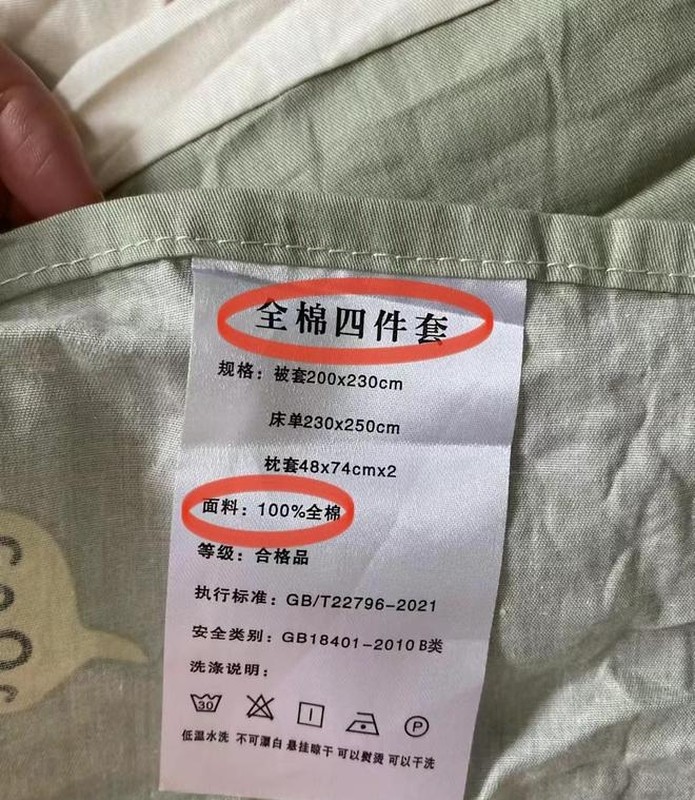 全棉四件套
规格：被套200x230cm
床单230x250cm
枕套48x74cmx2
面料：100%全棉
等级：合格品
执行标准：GB/T22796-2021
安全类别：GB18401-2010 B类
洗涤说明：
30 P
低温水洗 不可漂白 悬挂晾干 可以熨烫 可以干洗